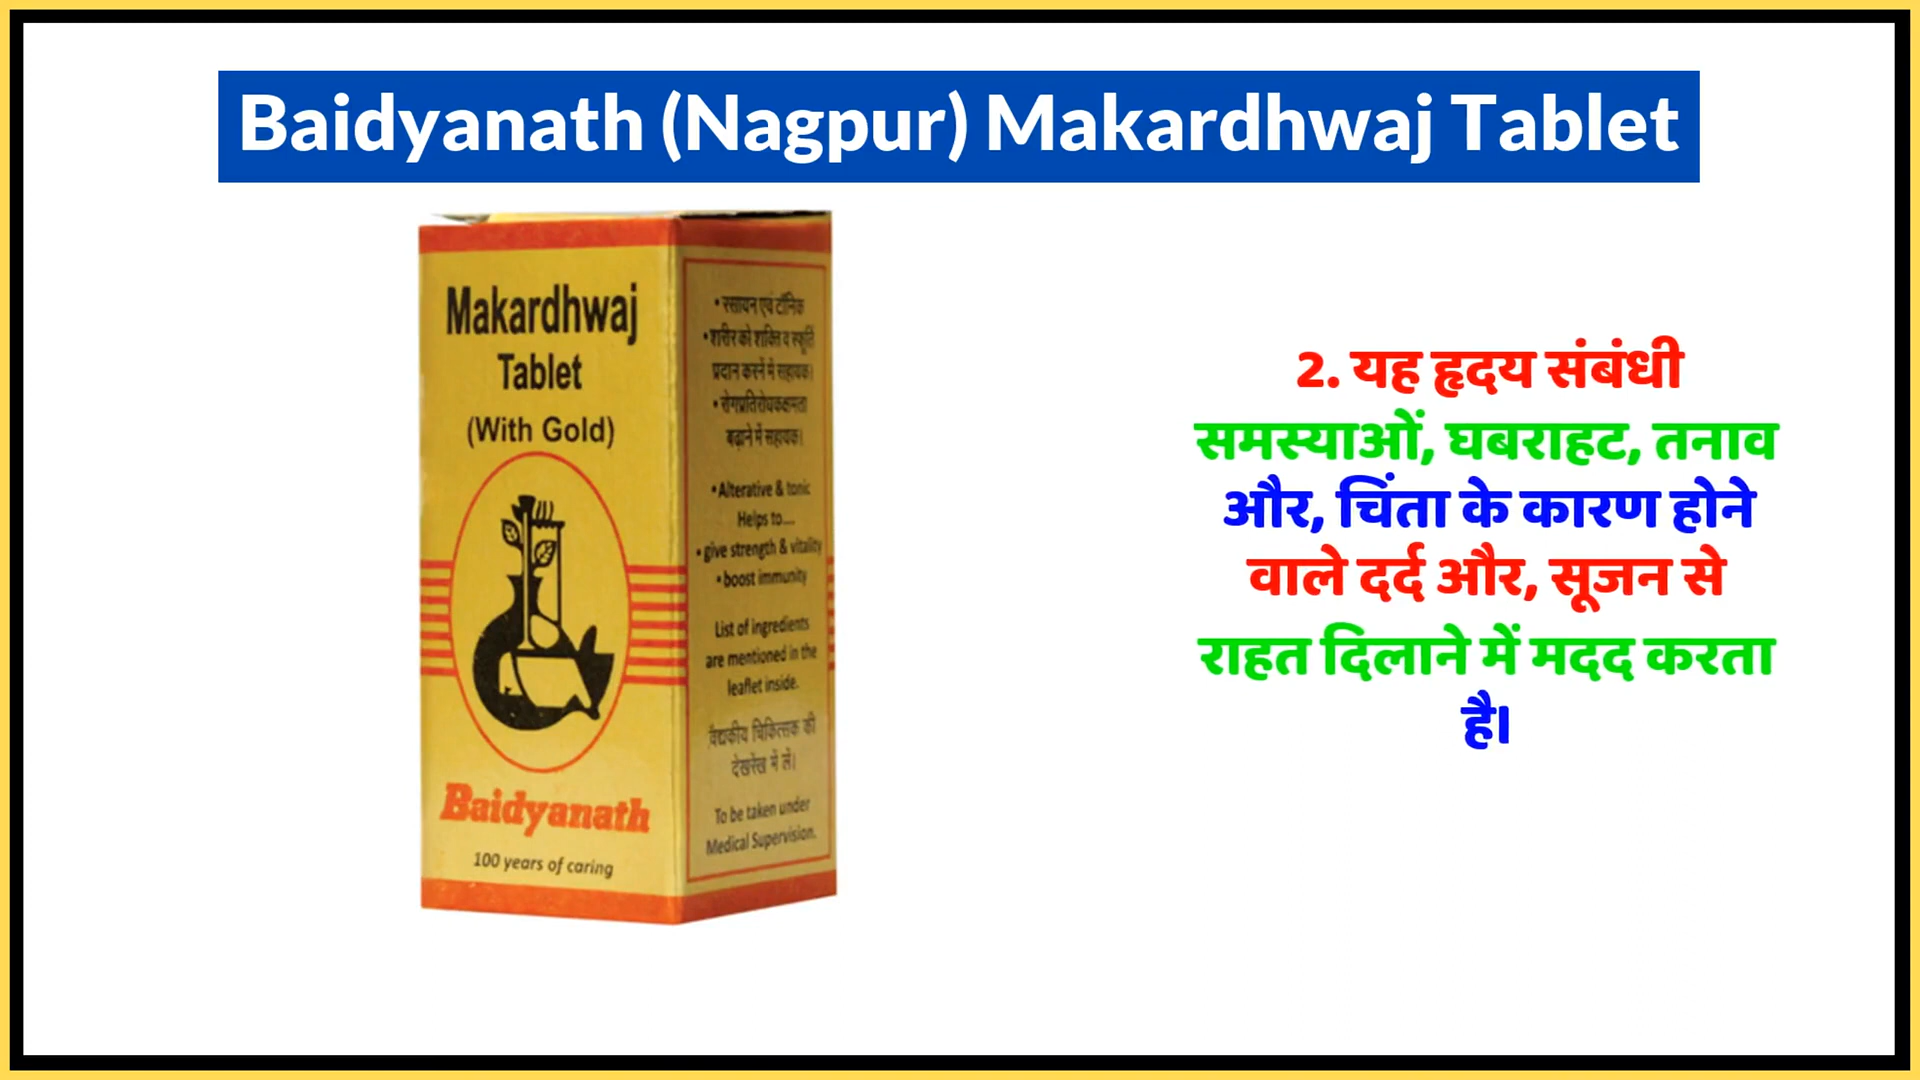 Baidyanath (Nagpur) Makardhwaj Tablet
Makardhwaj
Tablet
(With Gold)
Baidyanath
100 years of caring
• रसायन एवं टॉनिक
• शरीर को शक्ति व स्फूर्ति
प्रदान करनें में सहायक।
• रोगप्रतिरोधकक्षमता
बढ़ाने में सहायक।
• Alterative & tonic
Helps to....
• give strength & vitality
• boost immunity
List of ingredients
are mentioned in the
leaflet inside.
वैद्यकीय चिकित्सक की
देखरेख में लें।
To be taken under
Medical Supervision.
2. यह हृदय संबंधी
समस्याओं, घबराहट, तनाव
और, चिंता के कारण होने
वाले दर्द और, सूजन से
राहत दिलाने में मदद करता
है।